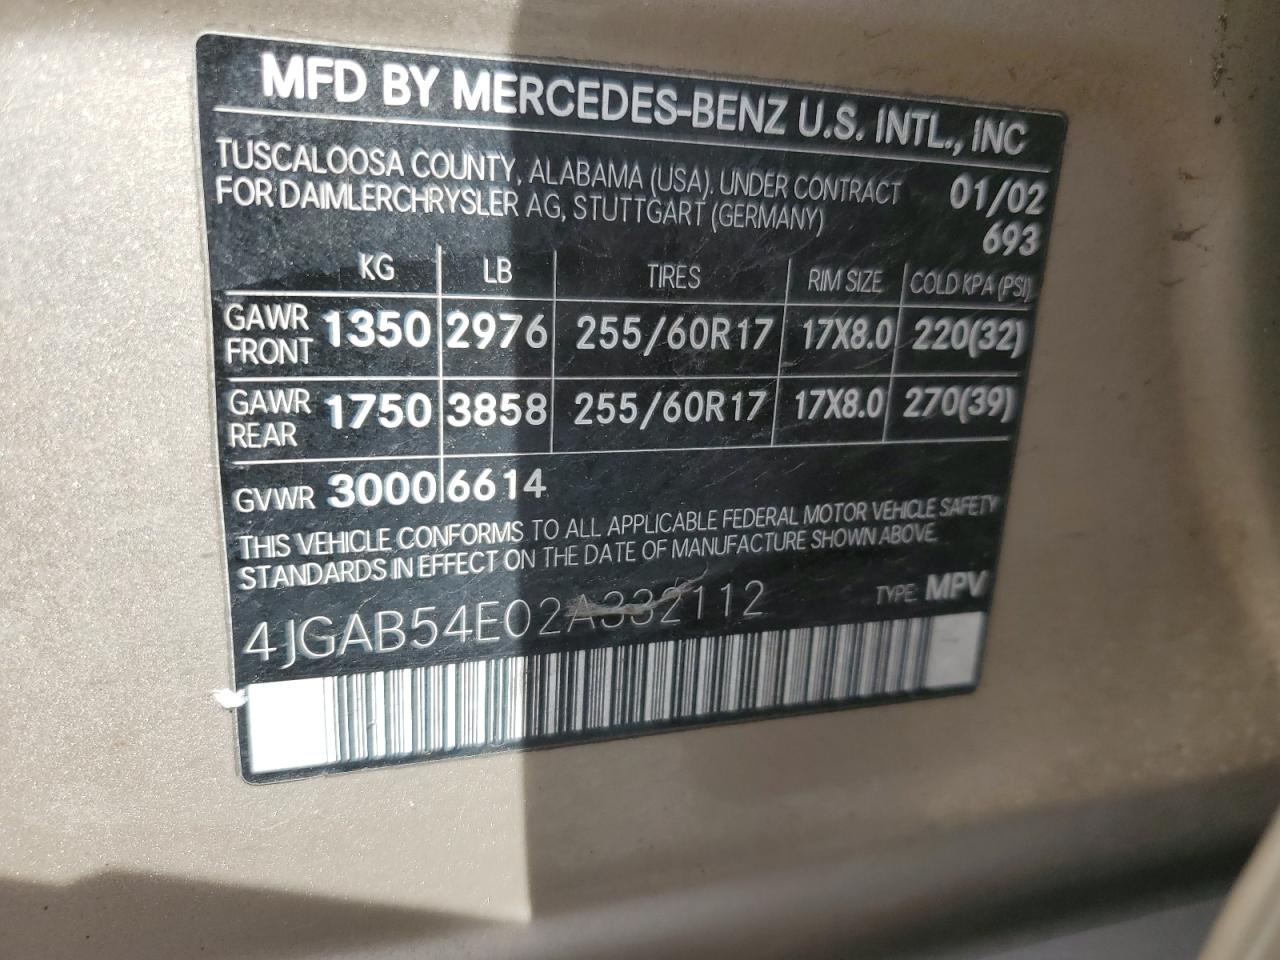 MFD BY MERCEDES-BENZ U.S. INTL., INC
TUSCALOOSA COUNTY, ALABAMA (USA). UNDER CONTRACT 01/02
FOR DAIMLERCHRYSLER AG, STUTTGART (GERMANY) 693
KG LB TIRES RIM SIZE COLD KPA (PSI)
GAWR FRONT 1350 2976 255/60R17 17X8.0 220(32)
GAWR REAR 1750 3858 255/60R17 17X8.0 270(39)
GVWR 3000 6614
THIS VEHICLE CONFORMS TO ALL APPLICABLE FEDERAL MOTOR VEHICLE SAFETY
STANDARDS IN EFFECT ON THE DATE OF MANUFACTURE SHOWN ABOVE.
4JGAB54E02A332112 TYPE: MPV